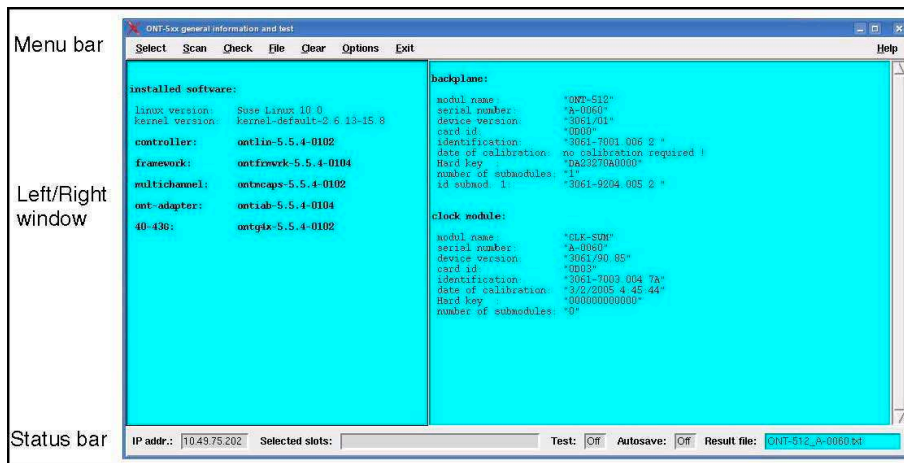 ONT-5xx general information and test
Menu bar
Select Scan Check File Clear Options Exit Help
installed software:
linux version: Suse Linux 10.0
kernel version: kernel-default-2.6.13-15.8
controller: ontlin-5.5.4-0102
framework: ontfrmwrk-5.5.4-0104
multichannel: ontmcaps-5.5.4-0102
ont-adapter: ontiab-5.5.4-0104
40-43G: ontg4x-5.5.4-0102
Left/Right
window
backplane:
modul name: "ONT-512"
serial number: "A-0060"
device version: "3061/01"
card id: "0D00"
identification: "3061-7001.006 2 "
date of calibration: no calibration required !
Hard key: "DA23270A0000"
number of submodules: "1"
id submod. 1: "3061-9204.005 2 "
clock module:
modul name: "CLK-SUM"
serial number: "A-0060"
device version: "3061/90.85"
card id: "0D03"
identification: "3061-7003.004 7A"
date of calibration: "3/2/2005 4:45:44"
Hard key: "000000000000"
number of submodules: "0"
Status bar
IP addr.: 10.49.75.202 Selected slots: Test: Off Autosave: Off Result file: ONT-512_A-0060.txt